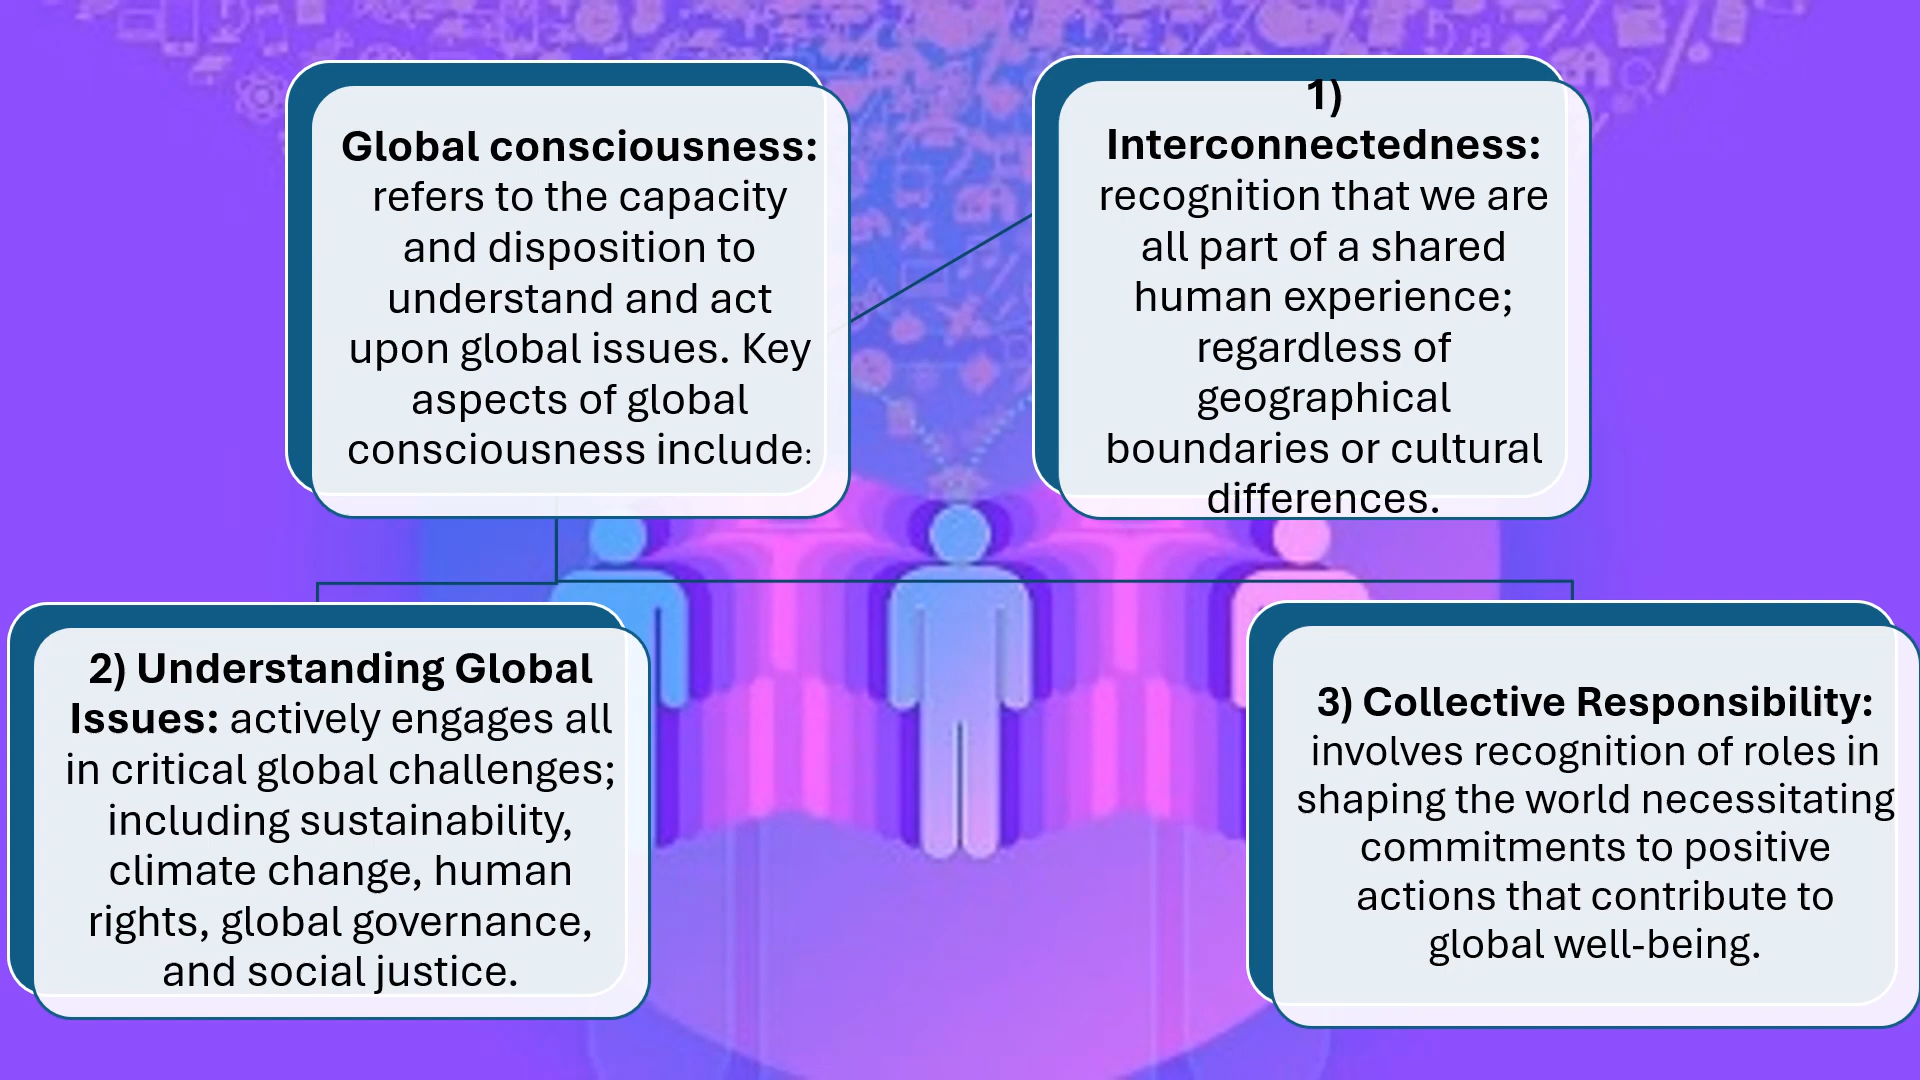 Global consciousness:
refers to the capacity
and disposition to
understand and act
upon global issues. Key
aspects of global
consciousness include:
1)
Interconnectedness:
recognition that we are
all part of a shared
human experience;
regardless of
geographical
boundaries or cultural
differences.
2) Understanding Global
Issues: actively engages all
in critical global challenges;
including sustainability,
climate change, human
rights, global governance,
and social justice.
3) Collective Responsibility:
involves recognition of roles in
shaping the world necessitating
commitments to positive
actions that contribute to
global well-being.